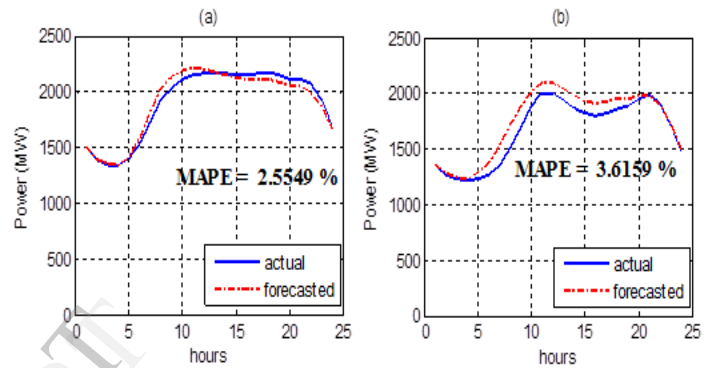 (a)
2500
2000
1500
1000
500
0
Power (MW)
MAPE = 2.5549 %
actual
forecasted
0 5 10 15 20 25
hours
(b)
2500
2000
1500
1000
500
0
Power (MW)
MAPE = 3.6159 %
actual
forecasted
0 5 10 15 20 25
hours